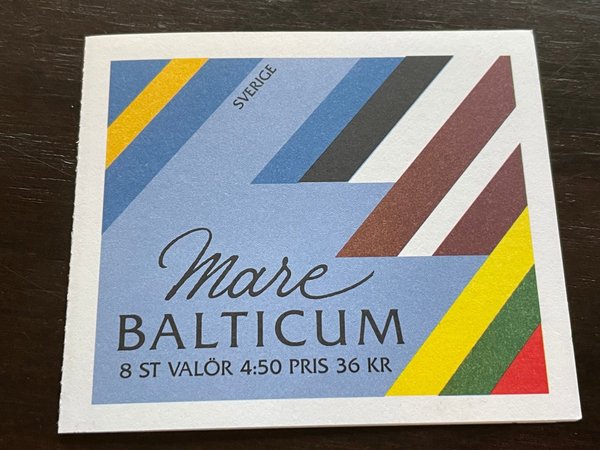 SVERIGE
Mare
BALTICUM
8 ST VALÖR 4:50 PRIS 36 KR